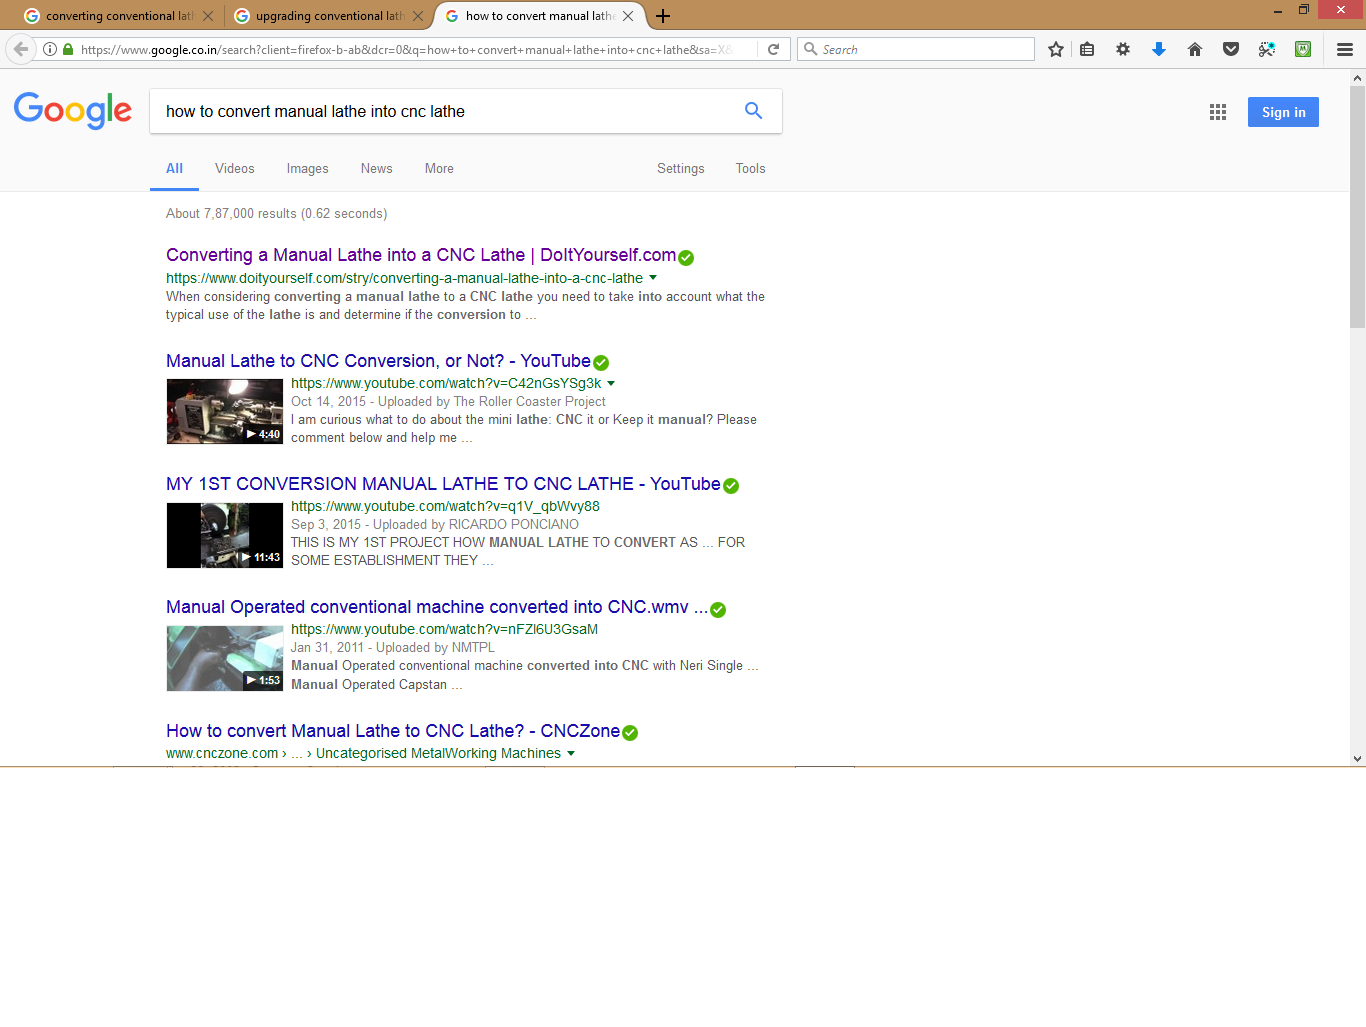 converting conventional latl
upgrading conventional lath
how to convert manual lathe
https://www.google.co.in/search?client=firefox-b-ab&dcr=0&q=how+to+convert+manual+lathe+into+cnc+lathe&sa=X&
Search
Google
how to convert manual lathe into cnc lathe
Sign in
All Videos Images News More Settings Tools
About 7,87,000 results (0.62 seconds)
Converting a Manual Lathe into a CNC Lathe | DoItYourself.com
https://www.doityourself.com/stry/converting-a-manual-lathe-into-a-cnc-lathe
When considering converting a manual lathe to a CNC lathe you need to take into account what the
typical use of the lathe is and determine if the conversion to ...
Manual Lathe to CNC Conversion, or Not? - YouTube
https://www.youtube.com/watch?v=C42nGsYSg3k
Oct 14, 2015 - Uploaded by The Roller Coaster Project
I am curious what to do about the mini lathe: CNC it or Keep it manual? Please
comment below and help me ...
4:40
MY 1ST CONVERSION MANUAL LATHE TO CNC LATHE - YouTube
https://www.youtube.com/watch?v=q1V_qbWvy88
Sep 3, 2015 - Uploaded by RICARDO PONCIANO
THIS IS MY 1ST PROJECT HOW MANUAL LATHE TO CONVERT AS ... FOR
SOME ESTABLISHMENT THEY ...
11:43
Manual Operated conventional machine converted into CNC.wmv ...
https://www.youtube.com/watch?v=nFZl6U3GsaM
Jan 31, 2011 - Uploaded by NMTPL
Manual Operated conventional machine converted into CNC with Neri Single ...
Manual Operated Capstan ...
1:53
How to convert Manual Lathe to CNC Lathe? - CNCZone
www.cnczone.com › ... › Uncategorised MetalWorking Machines